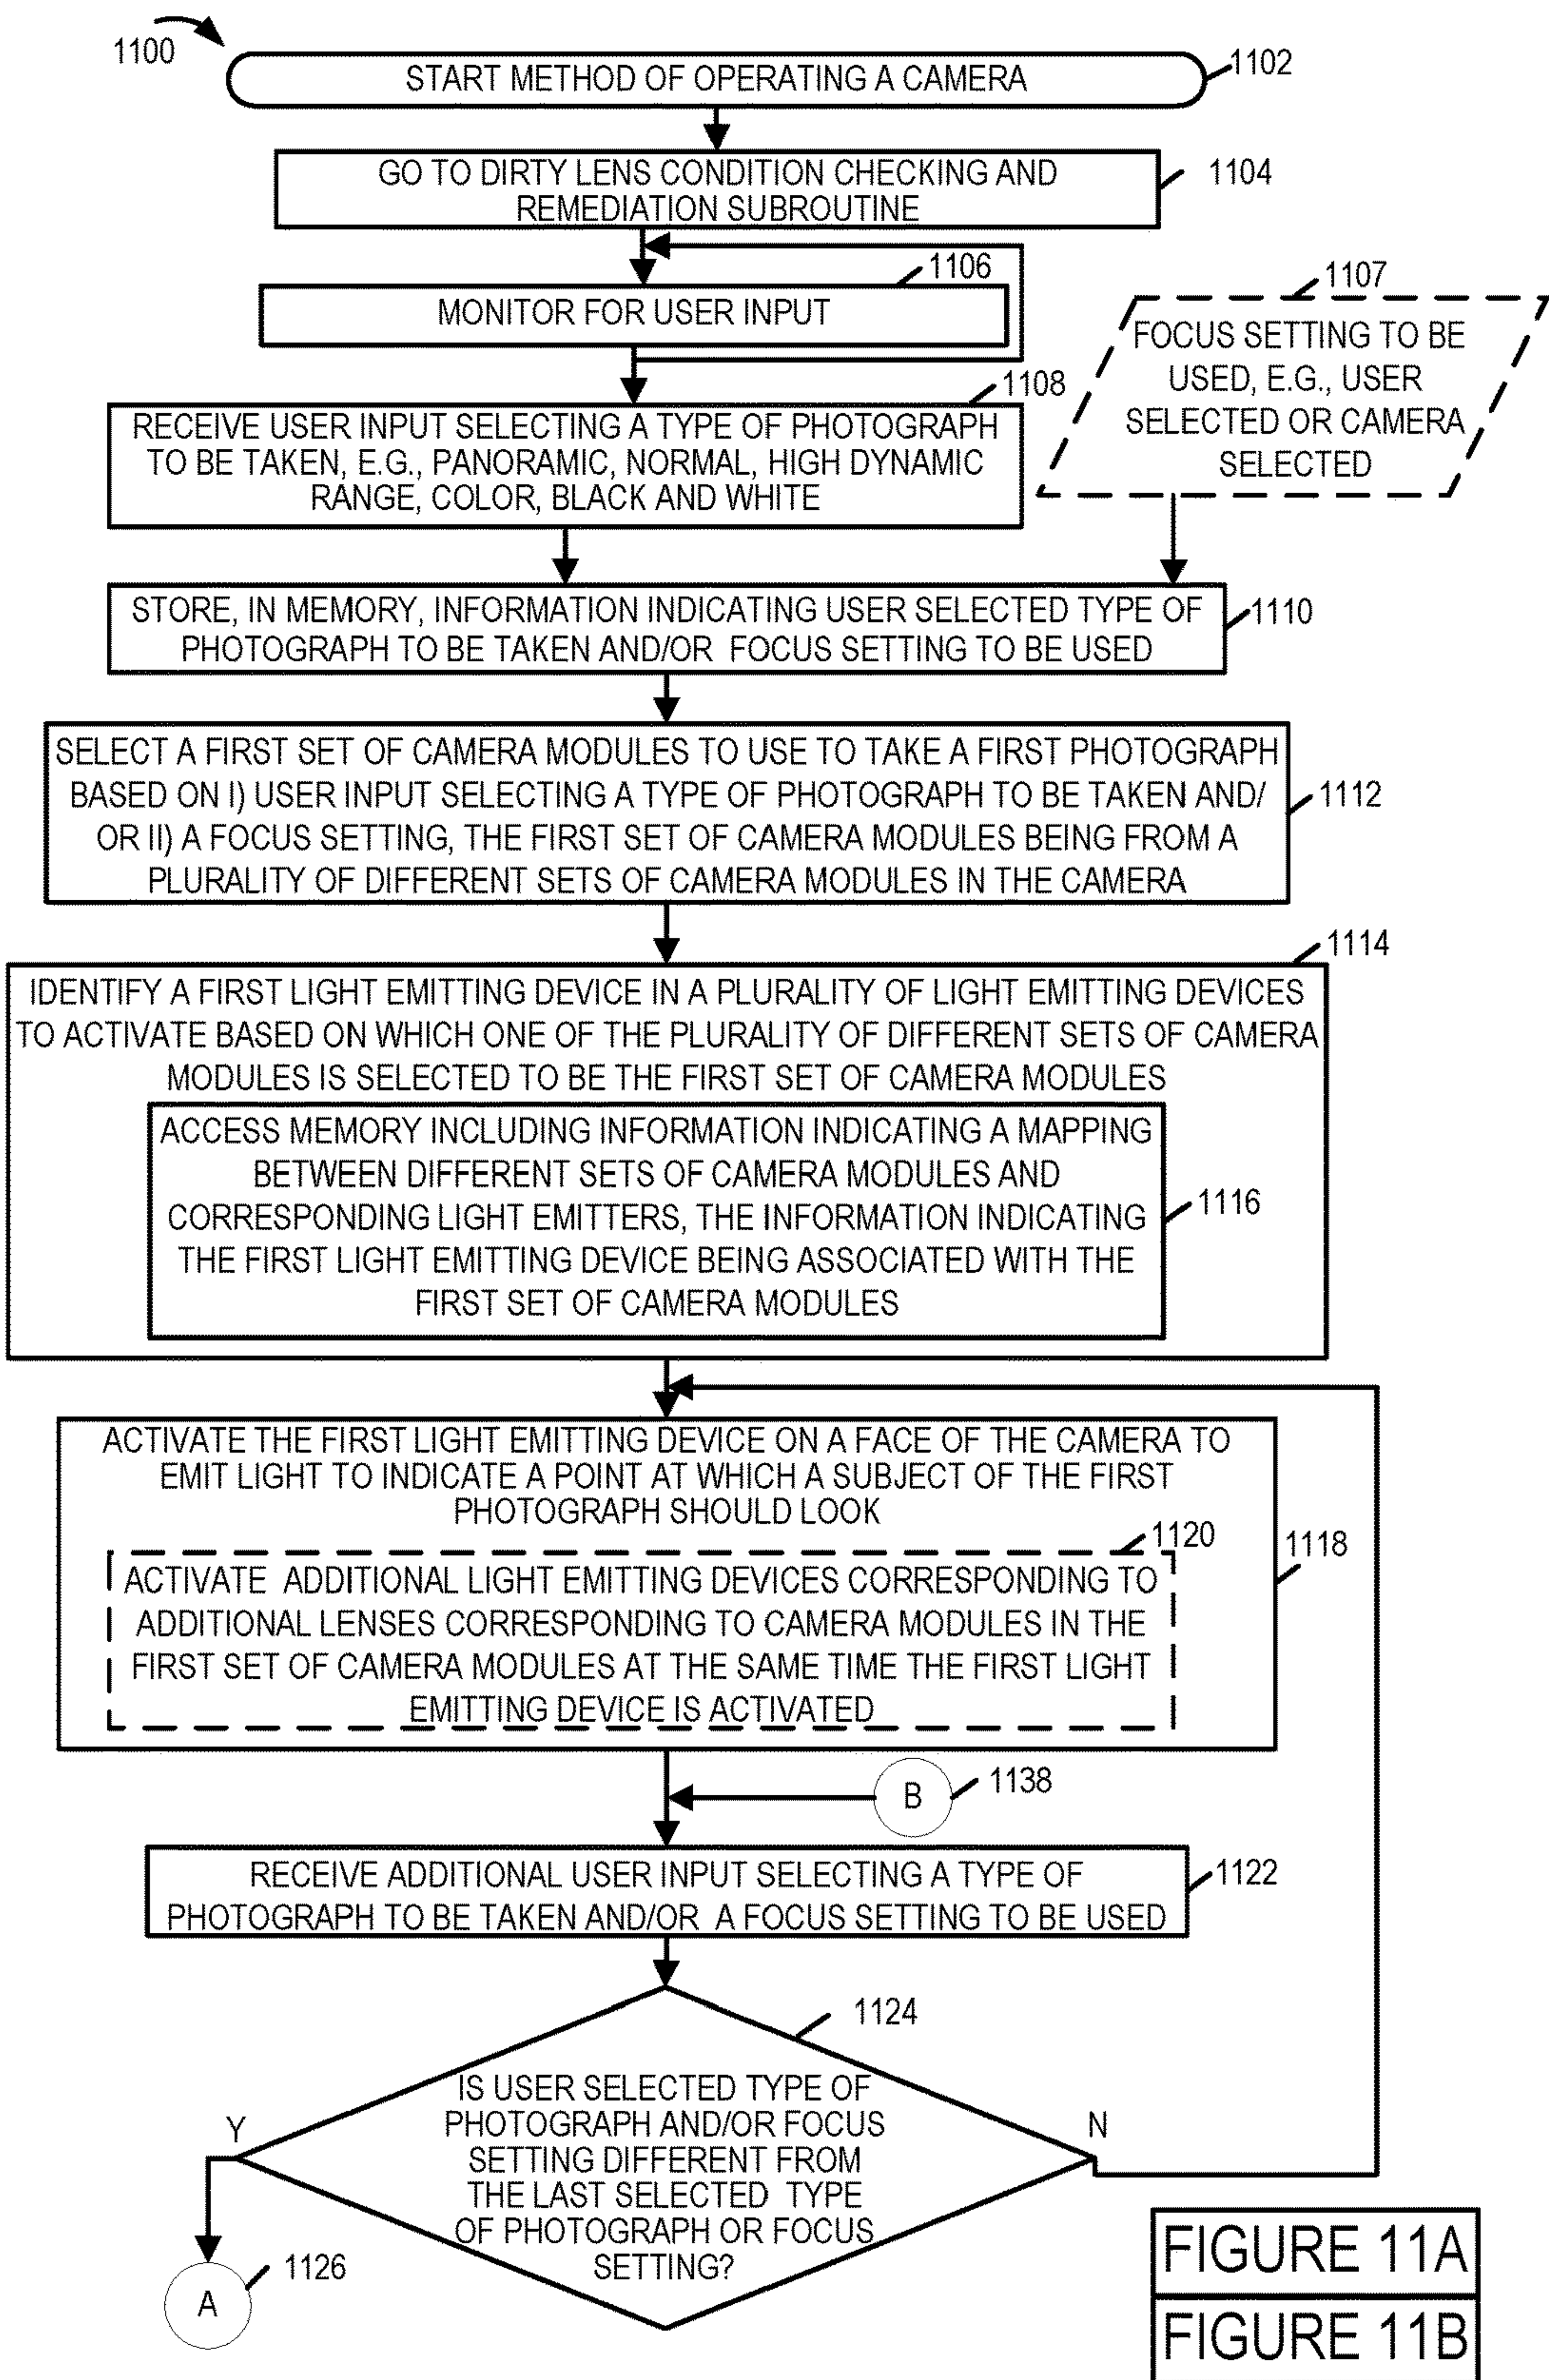 1100
START METHOD OF OPERATING A CAMERA
1102
GO TO DIRTY LENS CONDITION CHECKING AND
REMEDIATION SUBROUTINE
1104
1106
MONITOR FOR USER INPUT
1107
FOCUS SETTING TO BE
USED, E.G., USER
SELECTED OR CAMERA
SELECTED
1108
RECEIVE USER INPUT SELECTING A TYPE OF PHOTOGRAPH
TO BE TAKEN, E.G., PANORAMIC, NORMAL, HIGH DYNAMIC
RANGE, COLOR, BLACK AND WHITE
STORE, IN MEMORY, INFORMATION INDICATING USER SELECTED TYPE OF
PHOTOGRAPH TO BE TAKEN AND/OR FOCUS SETTING TO BE USED
1110
SELECT A FIRST SET OF CAMERA MODULES TO USE TO TAKE A FIRST PHOTOGRAPH
BASED ON I) USER INPUT SELECTING A TYPE OF PHOTOGRAPH TO BE TAKEN AND/
OR II) A FOCUS SETTING, THE FIRST SET OF CAMERA MODULES BEING FROM A
PLURALITY OF DIFFERENT SETS OF CAMERA MODULES IN THE CAMERA
1112
1114
IDENTIFY A FIRST LIGHT EMITTING DEVICE IN A PLURALITY OF LIGHT EMITTING DEVICES
TO ACTIVATE BASED ON WHICH ONE OF THE PLURALITY OF DIFFERENT SETS OF CAMERA
MODULES IS SELECTED TO BE THE FIRST SET OF CAMERA MODULES
ACCESS MEMORY INCLUDING INFORMATION INDICATING A MAPPING
BETWEEN DIFFERENT SETS OF CAMERA MODULES AND
CORRESPONDING LIGHT EMITTERS, THE INFORMATION INDICATING
THE FIRST LIGHT EMITTING DEVICE BEING ASSOCIATED WITH THE
FIRST SET OF CAMERA MODULES
1116
ACTIVATE THE FIRST LIGHT EMITTING DEVICE ON A FACE OF THE CAMERA TO
EMIT LIGHT TO INDICATE A POINT AT WHICH A SUBJECT OF THE FIRST
PHOTOGRAPH SHOULD LOOK
1118
1120
ACTIVATE ADDITIONAL LIGHT EMITTING DEVICES CORRESPONDING TO
ADDITIONAL LENSES CORRESPONDING TO CAMERA MODULES IN THE
FIRST SET OF CAMERA MODULES AT THE SAME TIME THE FIRST LIGHT
EMITTING DEVICE IS ACTIVATED
B
1138
RECEIVE ADDITIONAL USER INPUT SELECTING A TYPE OF
PHOTOGRAPH TO BE TAKEN AND/OR A FOCUS SETTING TO BE USED
1122
1124
IS USER SELECTED TYPE OF
PHOTOGRAPH AND/OR FOCUS
SETTING DIFFERENT FROM
THE LAST SELECTED TYPE
OF PHOTOGRAPH OR FOCUS
SETTING?
Y
N
A
1126
FIGURE 11A
FIGURE 11B